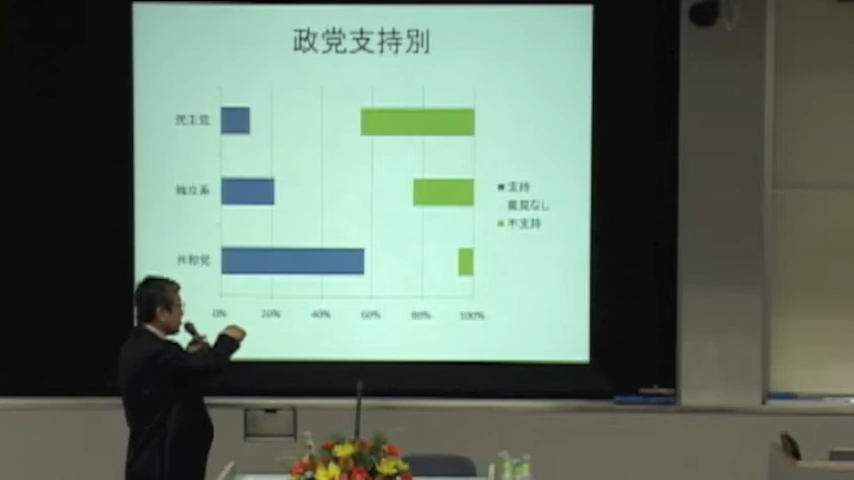 政党支持別
民主党
独立系
共和党
支持
意見なし
不支持
0%
20%
40%
60%
80%
100%